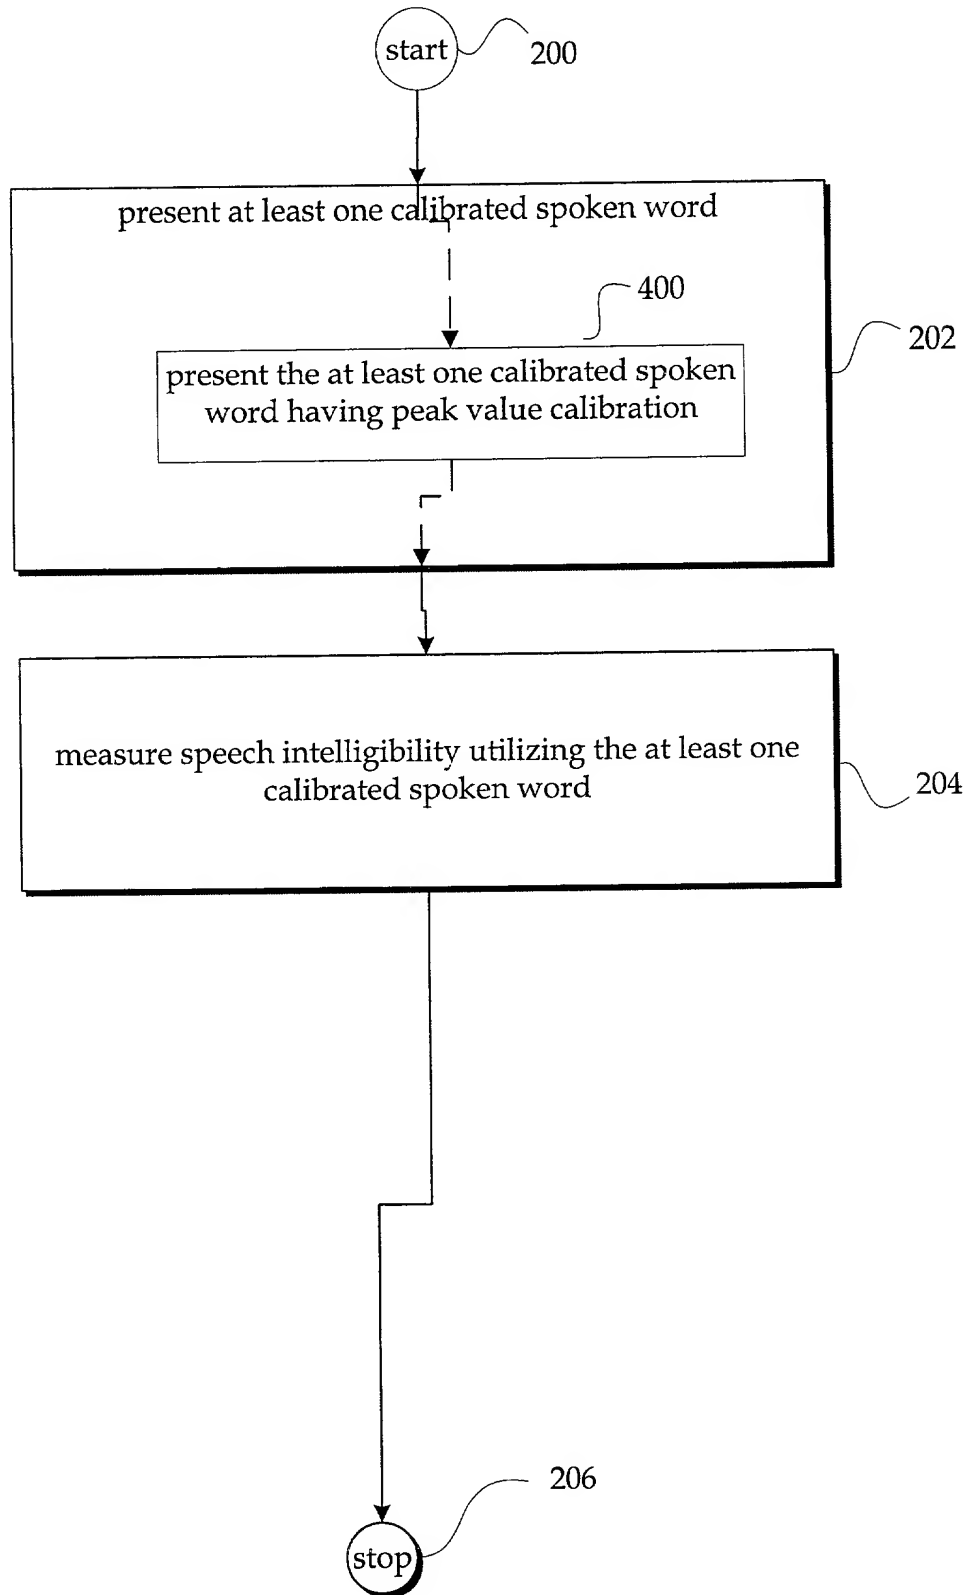 start
200
present at least one calibrated spoken word
400
202
present the at least one calibrated spoken
word having peak value calibration
measure speech intelligibility utilizing the at least one
calibrated spoken word
204
206
stop